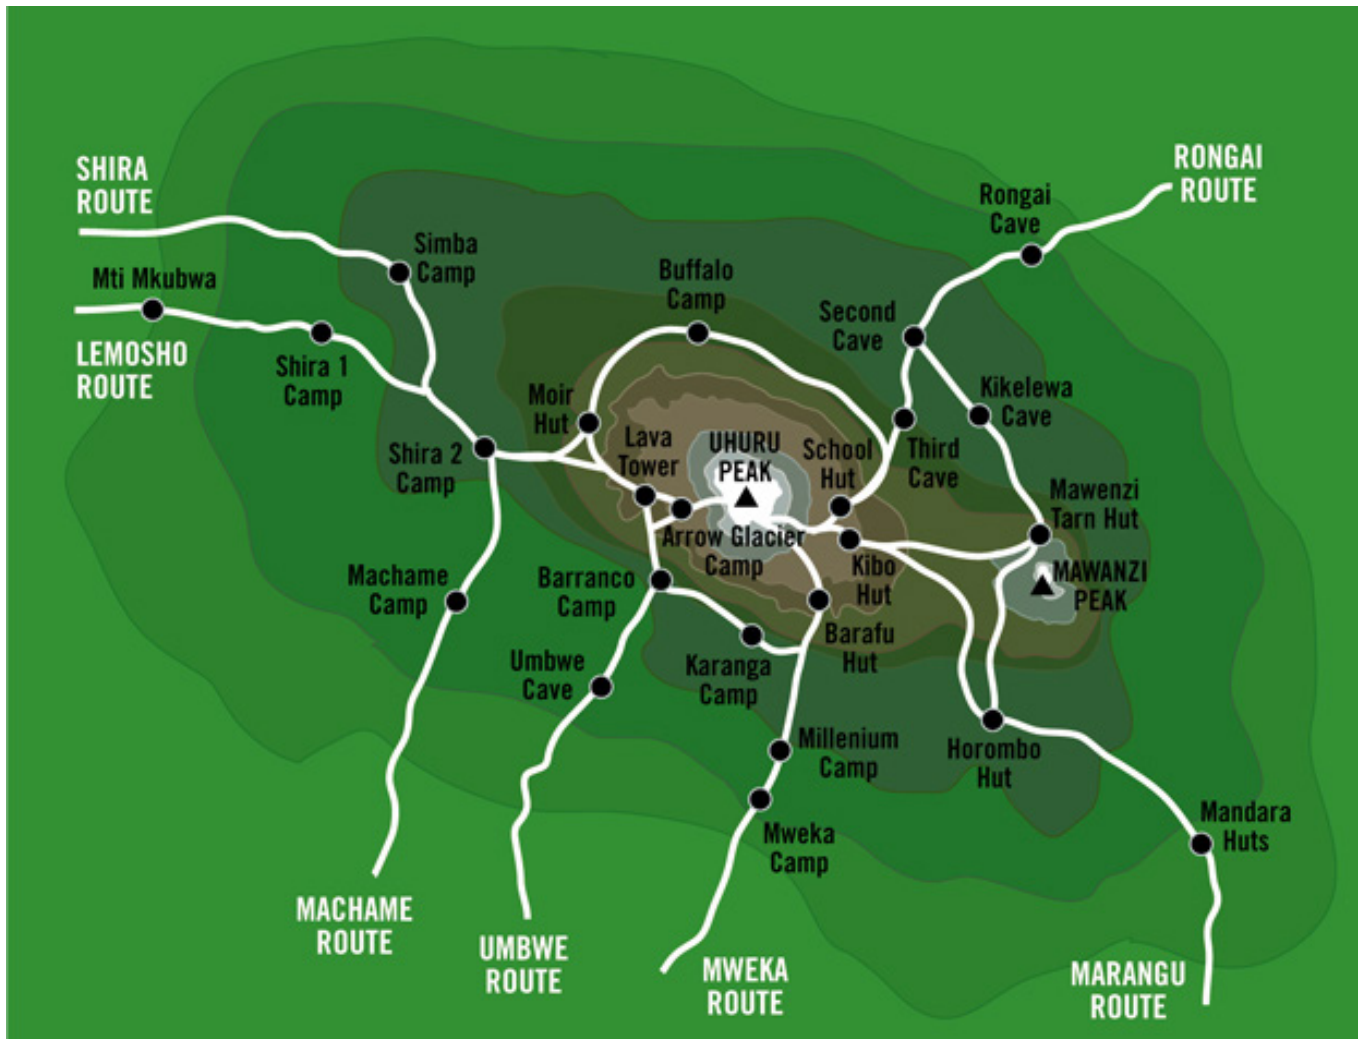 SHIRA
ROUTE
RONGAI
ROUTE
Rongai
Cave
Simba
Camp
Mti Mkubwa
Buffalo
Camp
Second
Cave
LEMOSHO
ROUTE
Shira 1
Camp
Moir
Hut
Kikelewa
Cave
Shira 2
Camp
Lava
Tower
UHURU
PEAK
School
Hut
Third
Cave
Mawenzi
Tarn Hut
Arrow Glacier
Camp
Machame
Camp
Barranco
Camp
Kibo
Hut
MAWANZI
PEAK
Umbwe
Cave
Karanga
Camp
Barafu
Hut
Millenium
Camp
Horombo
Hut
Mweka
Camp
Mandara
Huts
MACHAME
ROUTE
UMBWE
ROUTE
MWEKA
ROUTE
MARANGU
ROUTE